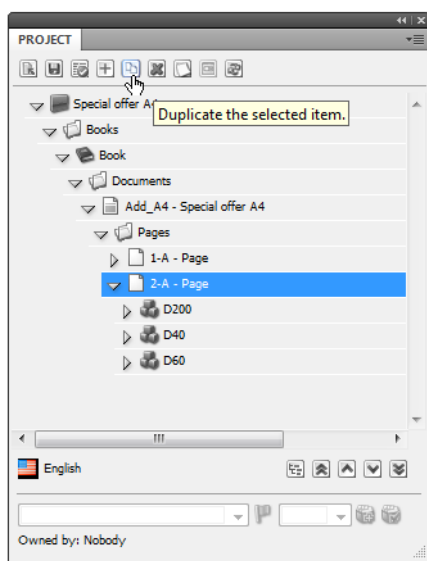 PROJECT
Special offer A4
Duplicate the selected item.
Books
Book
Documents
Add_A4 - Special offer A4
Pages
1-A - Page
2-A - Page
D200
D40
D60
English
Owned by: Nobody